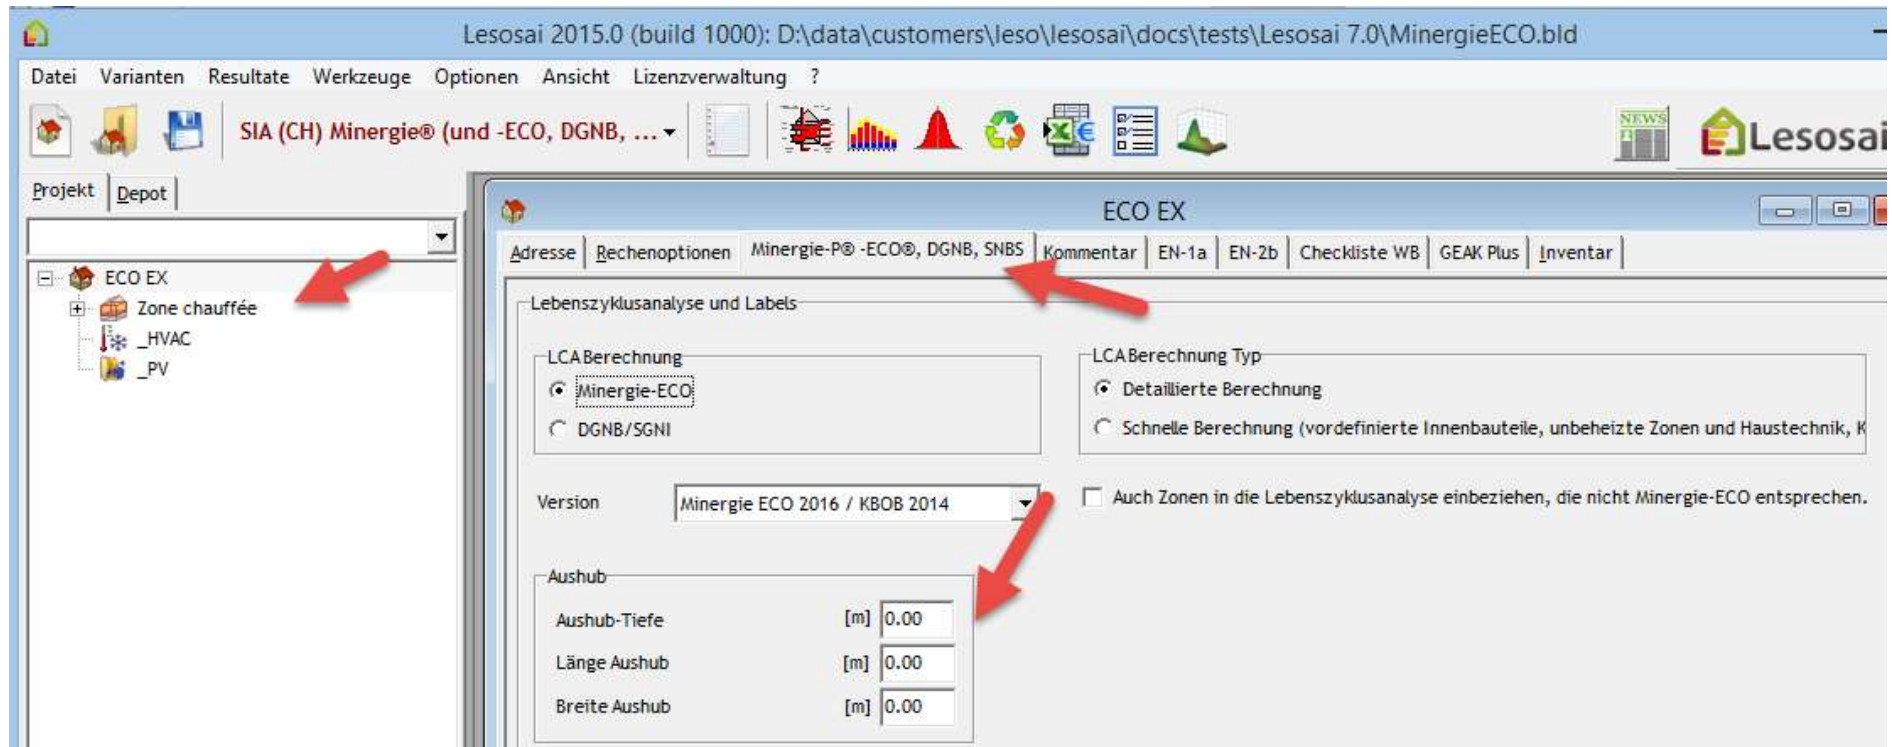 Lesosai 2015.0 (build 1000): D:\data\customers\leso\lesosai\docs\tests\Lesosai 7.0\MinergieECO.bld
Datei Varianten Resultate Werkzeuge Optionen Ansicht Lizenzverwaltung ?
SIA (CH) Minergie® (und -ECO, DGNB, ...
NEWS
Lesosai
Projekt Depot
ECO EX
Zone chauffée
_HVAC
_PV
ECO EX
Adresse Rechenoptionen Minergie-P® -ECO®, DGNB, SNBS Kommentar EN-1a EN-2b Checkliste WB GEAK Plus Inventar
Lebenszyklusanalyse und Labels
LCA Berechnung
Minergie-ECO
DGNB/SGNI
LCA Berechnung Typ
Detaillierte Berechnung
Schnelle Berechnung (vordefinierte Innenbauteile, unbeheizte Zonen und Haustechnik, K
Version Minergie ECO 2016 / KBOB 2014
Auch Zonen in die Lebenszyklusanalyse einbeziehen, die nicht Minergie-ECO entsprechen.
Aushub
Aushub-Tiefe [m] 0.00
Länge Aushub [m] 0.00
Breite Aushub [m] 0.00